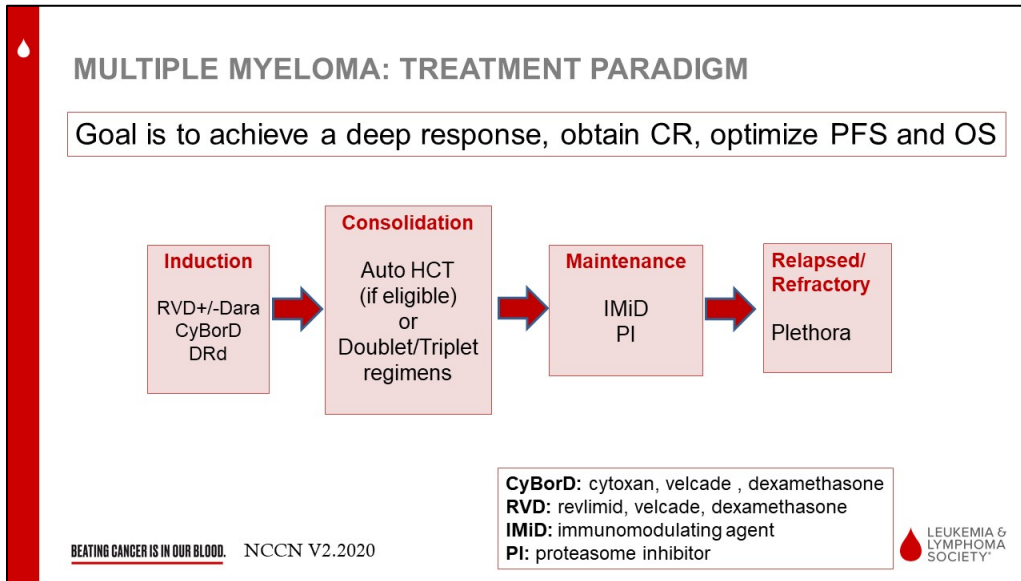 MULTIPLE MYELOMA: TREATMENT PARADIGM
Goal is to achieve a deep response, obtain CR, optimize PFS and OS
Induction
RVD+/-Dara
CyBorD
DRd
Consolidation
Auto HCT
(if eligible)
or
Doublet/Triplet
regimens
Maintenance
IMiD
PI
Relapsed/
Refractory
Plethora
CyBorD: cytoxan, velcade , dexamethasone
RVD: revlimid, velcade, dexamethasone
IMiD: immunomodulating agent
PI: proteasome inhibitor
BEATING CANCER IS IN OUR BLOOD. NCCN V2.2020
LEUKEMIA &
LYMPHOMA
SOCIETY®